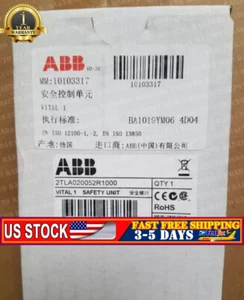 1 YEAR
WARRANTY
ABB
MM:10103317
10103317
安全控制单元
VITAL 1
执行标准:
BA1019YM06 4D04
EN ISO 12100-1,-2, EN ISO 13850
产地: 德国
进口商: ABB(中国)有限公司
ABB
2TLA020052R1000
QTY 1
VITAL 1 SAFETY UNIT
RoHS
US STOCK
FREE EXPEDITED SHIPPING
3-5 DAYS